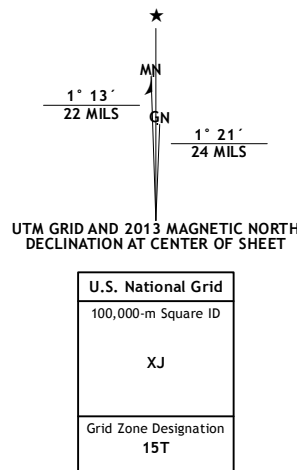 MN
1° 13´
22 MILS
GN
1° 21´
24 MILS
UTM GRID AND 2013 MAGNETIC NORTH
DECLINATION AT CENTER OF SHEET
U.S. National Grid
100,000-m Square ID
XJ
Grid Zone Designation
15T